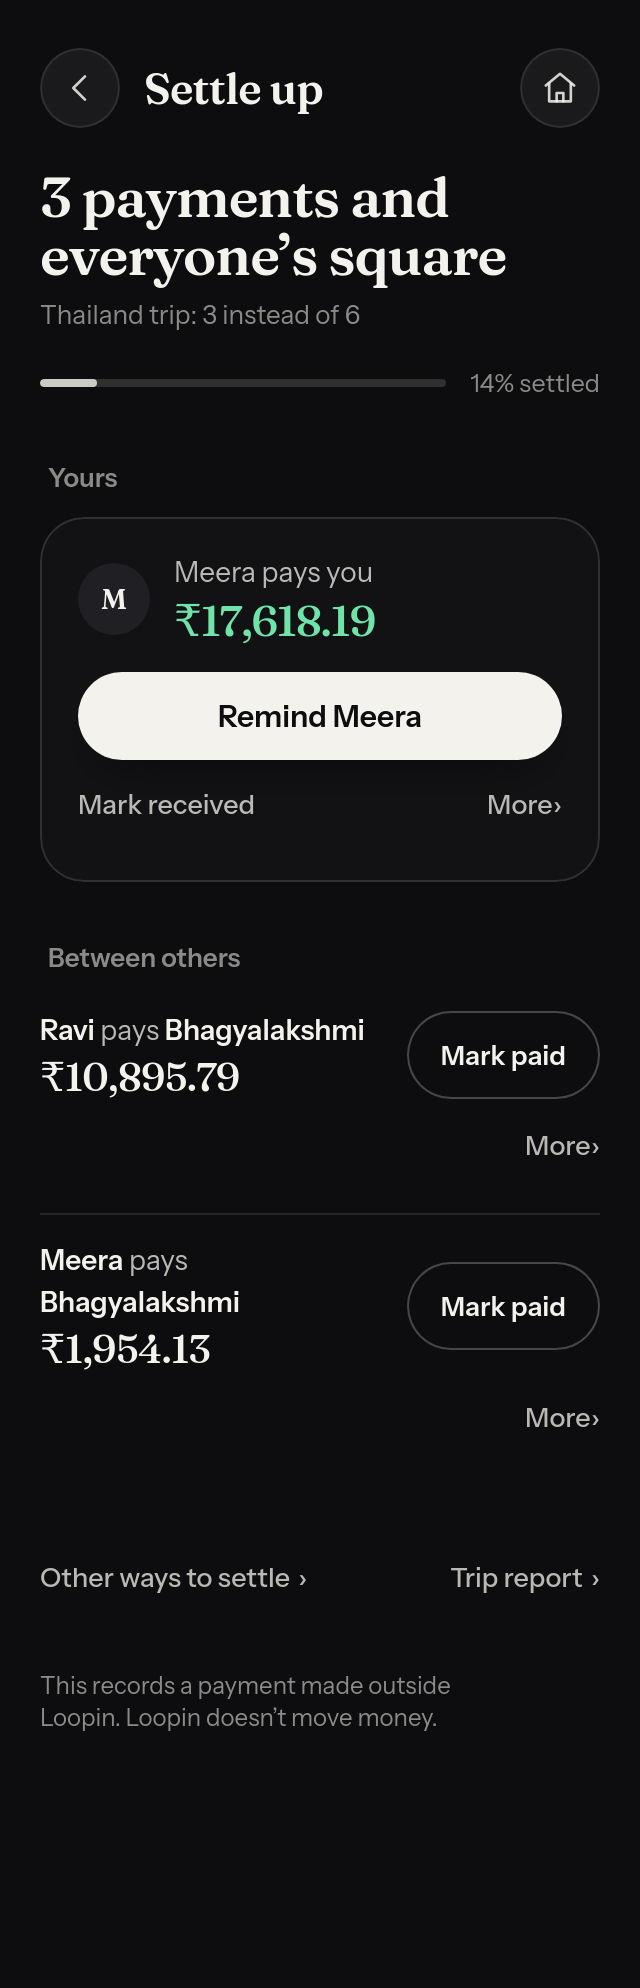 Settle up
3 payments and
everyone’s square
Thailand trip: 3 instead of 6
14% settled
Yours
M
Meera pays you
₹17,618.19
Remind Meera
Mark received
More›
Between others
Ravi pays Bhagyalakshmi
₹10,895.79
Mark paid
More›
Meera pays
Bhagyalakshmi
₹1,954.13
Mark paid
More›
Other ways to settle ›
Trip report ›
This records a payment made outside
Loopin. Loopin doesn’t move money.